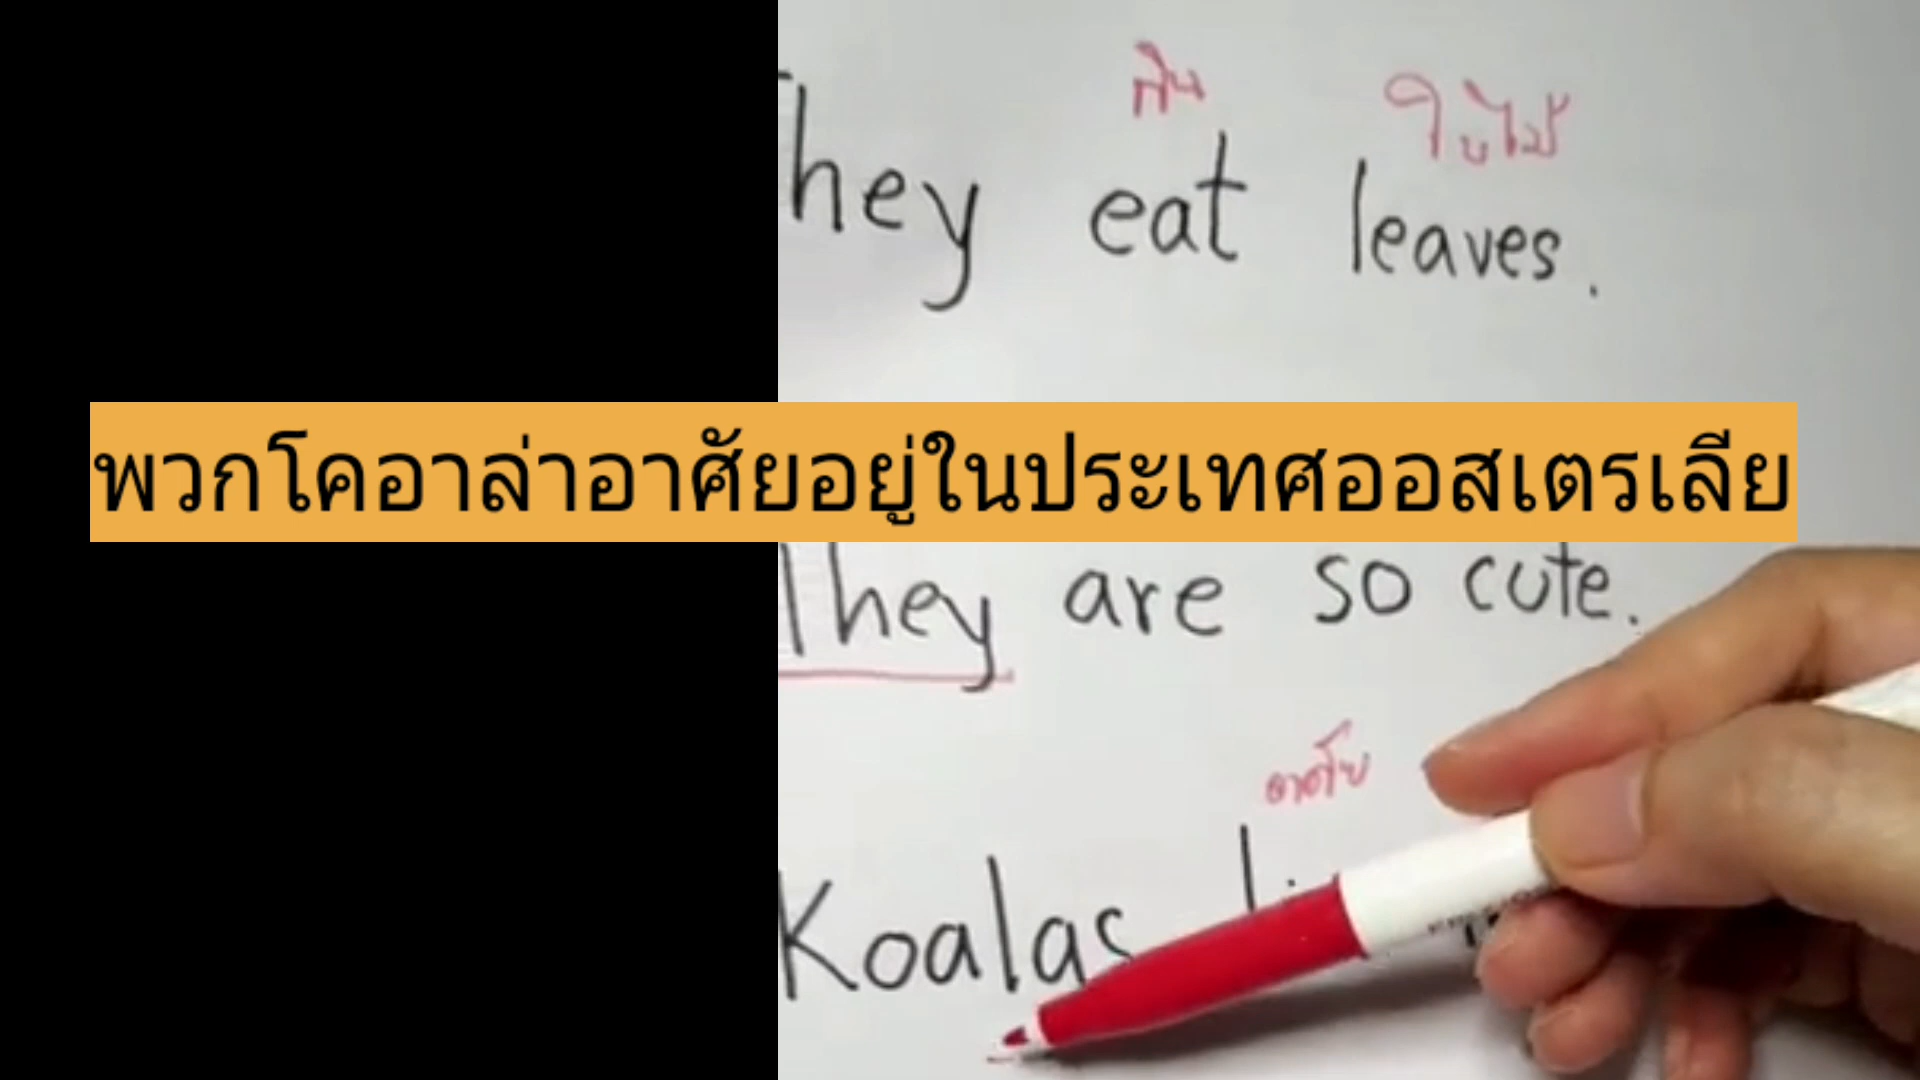 กิน ใบไม้
They eat leaves.
พวกโคอาล่าอาศัยอยู่ในประเทศออสเตรเลีย
They are so cute.
อาศัย
Koalas